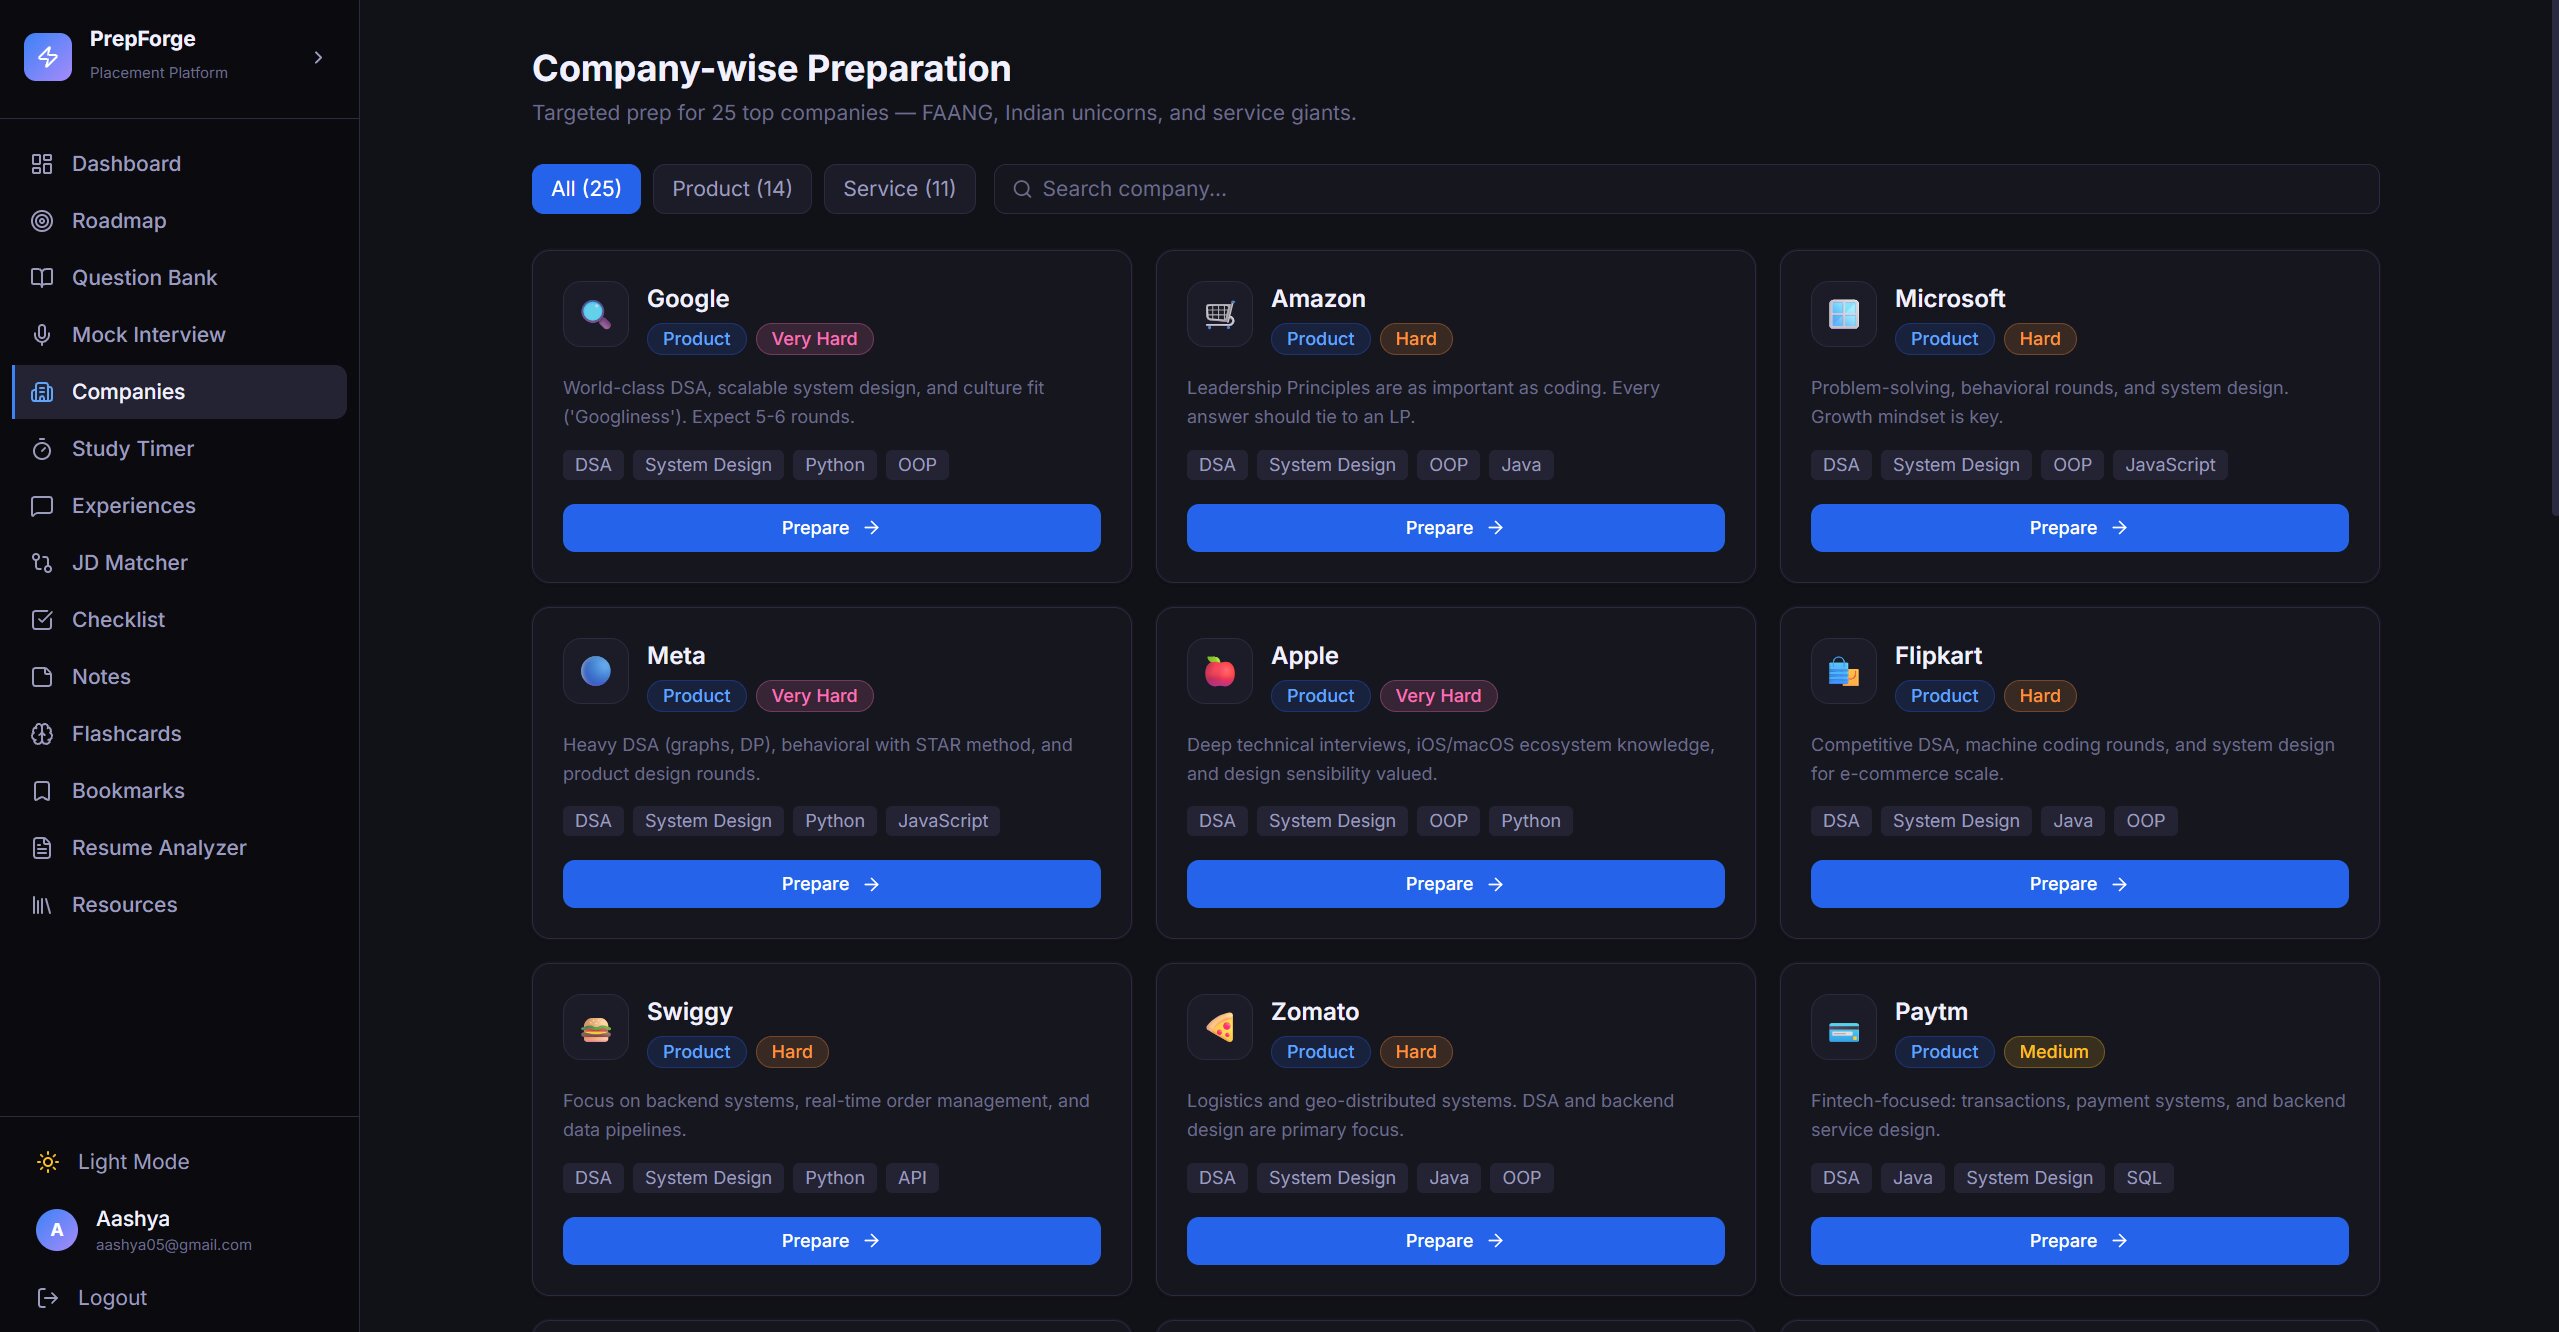 PrepForge
Placement Platform
Dashboard
Roadmap
Question Bank
Mock Interview
Companies
Study Timer
Experiences
JD Matcher
Checklist
Notes
Flashcards
Bookmarks
Resume Analyzer
Resources
Light Mode
A
Aashya
aashya05@gmail.com
Logout
Company-wise Preparation
Targeted prep for 25 top companies — FAANG, Indian unicorns, and service giants.
All (25) Product (14) Service (11) Search company...
Google
Product Very Hard
World-class DSA, scalable system design, and culture fit
('Googliness'). Expect 5-6 rounds.
DSA System Design Python OOP
Prepare
Amazon
Product Hard
Leadership Principles are as important as coding. Every
answer should tie to an LP.
DSA System Design OOP Java
Prepare
Microsoft
Product Hard
Problem-solving, behavioral rounds, and system design.
Growth mindset is key.
DSA System Design OOP JavaScript
Prepare
Meta
Product Very Hard
Heavy DSA (graphs, DP), behavioral with STAR method, and
product design rounds.
DSA System Design Python JavaScript
Prepare
Apple
Product Very Hard
Deep technical interviews, iOS/macOS ecosystem knowledge,
and design sensibility valued.
DSA System Design OOP Python
Prepare
Flipkart
Product Hard
Competitive DSA, machine coding rounds, and system design
for e-commerce scale.
DSA System Design Java OOP
Prepare
Swiggy
Product Hard
Focus on backend systems, real-time order management, and
data pipelines.
DSA System Design Python API
Prepare
Zomato
Product Hard
Logistics and geo-distributed systems. DSA and backend
design are primary focus.
DSA System Design Java OOP
Prepare
Paytm
Product Medium
Fintech-focused: transactions, payment systems, and backend
service design.
DSA Java System Design SQL
Prepare